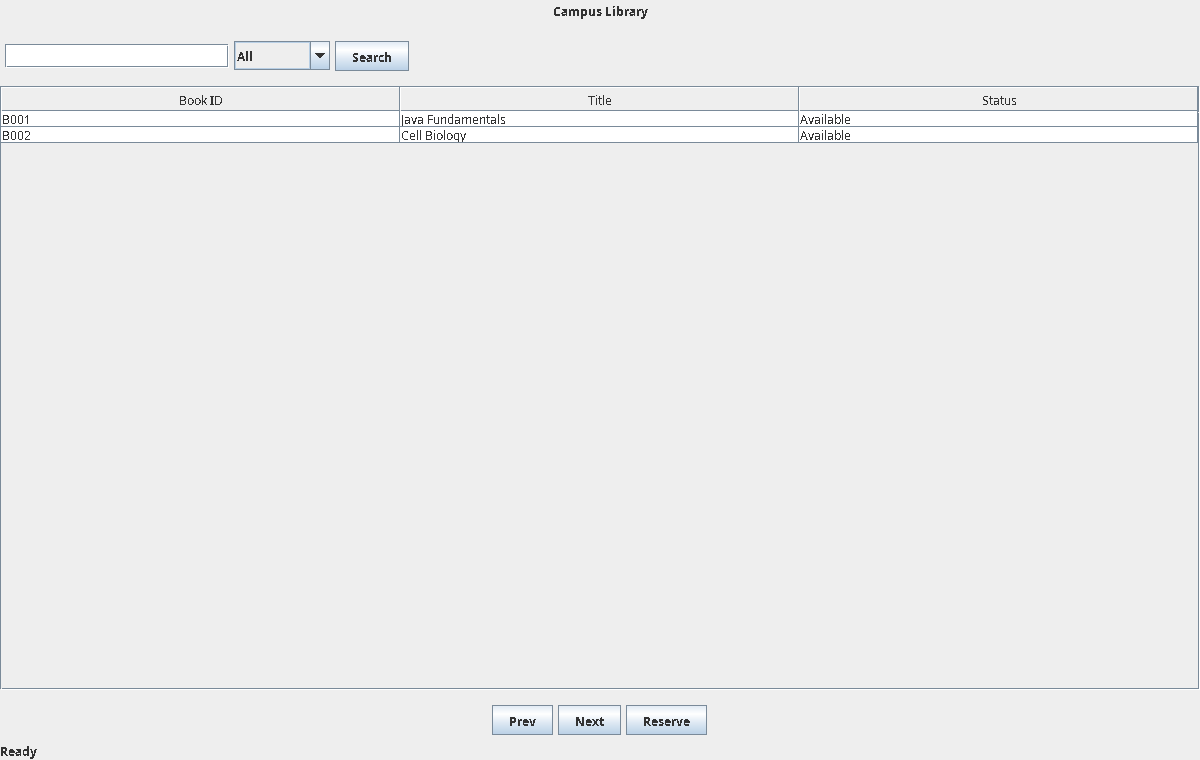 Campus Library
All Search
Book ID Title Status
B001 Java Fundamentals Available
B002 Cell Biology Available
Prev Next Reserve
Ready